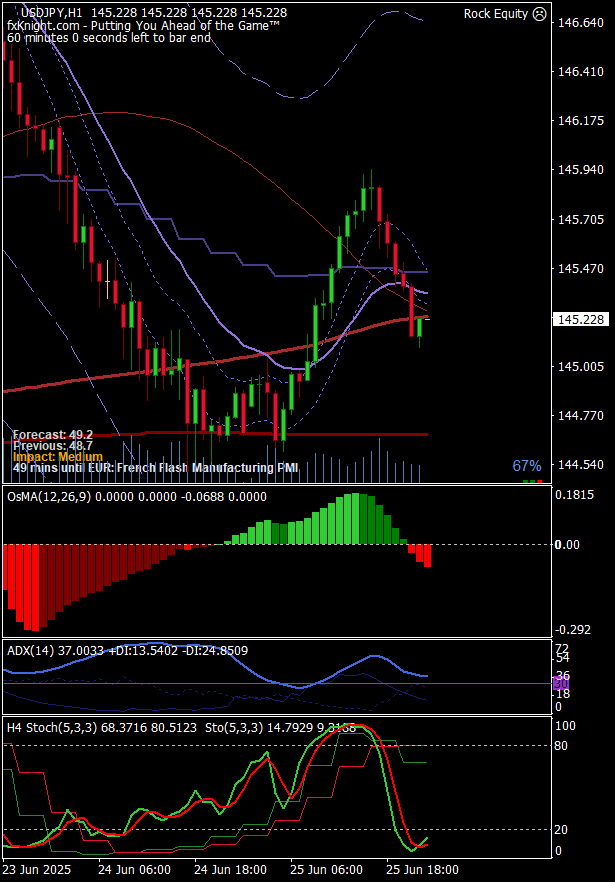 USDJPY,H1 145.228 145.228 145.228 145.228
Rock Equity ☹
fxKnight.com - Putting You Ahead of the Game™
60 minutes 0 seconds left to bar end
146.640
146.410
146.175
145.940
145.705
145.470
145.228
145.005
144.770
144.540
Forecast: 49.2
Previous: 48.7
Impact: Medium
49 mins until EUR: French Flash Manufacturing PMI
67%
OsMA(12,26,9) 0.0000 0.0000 -0.0688 0.0000
0.1815
0.00
-0.292
ADX(14) 37.0033 +DI:13.5402 -DI:24.8509
72
54
36
30
18
0
H4 Stoch(5,3,3) 68.3716 80.5123 Sto(5,3,3) 14.7929
100
80
20
0
23 Jun 2025
24 Jun 06:00
24 Jun 18:00
25 Jun 06:00
25 Jun 18:00